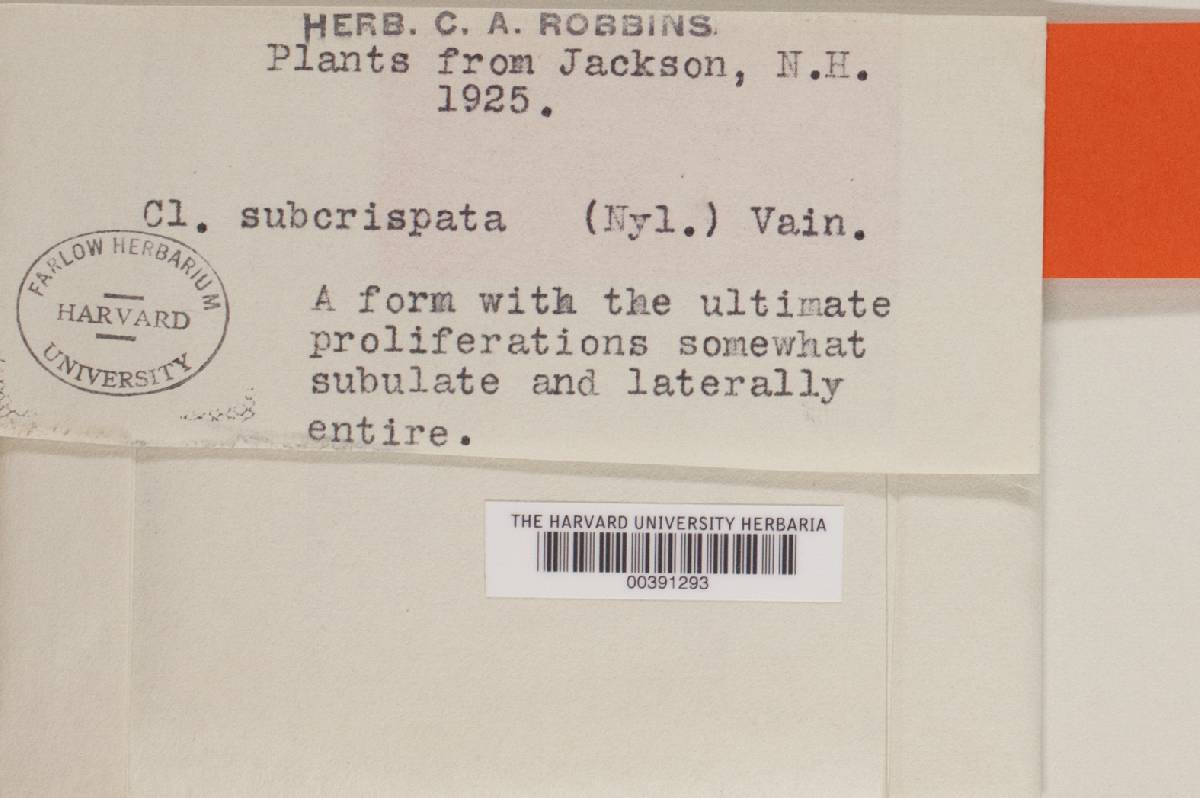 HERB. C. A. ROBBINS.
Plants from Jackson, N.H.
1925.
Cl. subcrispata (Nyl.) Vain.
FARLOW HERBARIUM
HARVARD
UNIVERSITY
A form with the ultimate
proliferations somewhat
subulate and laterally
entire.
THE HARVARD UNIVERSITY HERBARIA
00391293